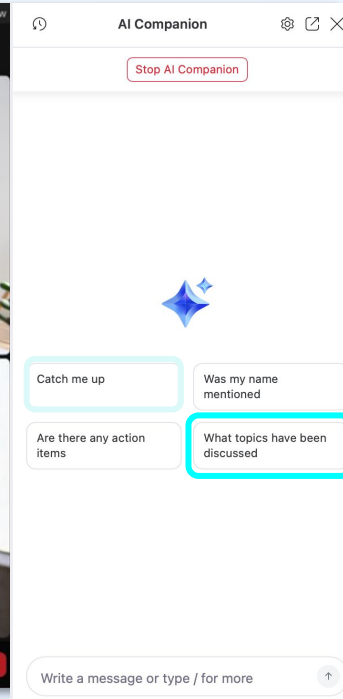 AI Companion
Stop AI Companion
Catch me up
Was my name
mentioned
Are there any action
items
What topics have been
discussed
Write a message or type / for more